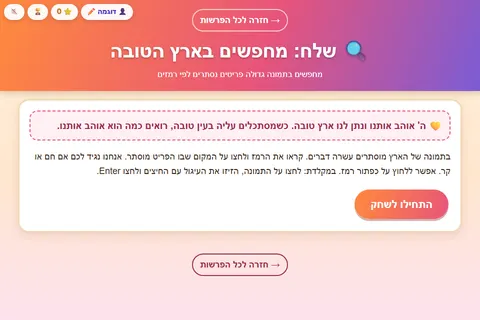 דוגמה
0
→ חזרה לכל הפרשות
שלח: מחפשים בארץ הטובה
מחפשים בתמונה גדולה פריטים נסתרים לפי רמזים
ה' אוהב אותנו ונתן לנו ארץ טובה. כשמסתכלים עליה בעין טובה, רואים כמה הוא אוהב אותנו.
בתמונה של הארץ מוסתרים עשרה דברים. קראו את הרמז ולחצו על המקום שבו הפריט מוסתר. אנחנו נגיד לכם אם חם או
קר. אפשר ללחוץ על כפתור רמז. במקלדת: לחצו על התמונה, הזיזו את העיגול עם החיצים ולחצו Enter.
התחילו לשחק
→ חזרה לכל הפרשות